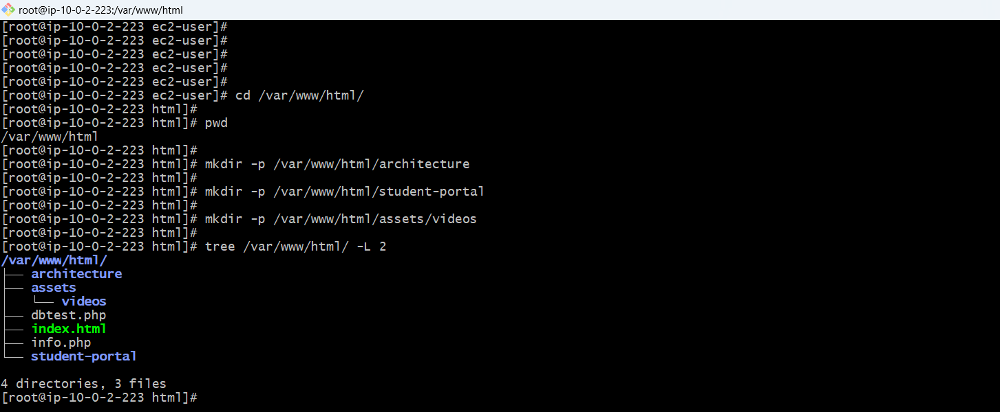 root@ip-10-0-2-223:/var/www/html
[root@ip-10-0-2-223 ec2-user]#
[root@ip-10-0-2-223 ec2-user]#
[root@ip-10-0-2-223 ec2-user]#
[root@ip-10-0-2-223 ec2-user]#
[root@ip-10-0-2-223 ec2-user]#
[root@ip-10-0-2-223 ec2-user]# cd /var/www/html/
[root@ip-10-0-2-223 html]#
[root@ip-10-0-2-223 html]# pwd
/var/www/html
[root@ip-10-0-2-223 html]#
[root@ip-10-0-2-223 html]# mkdir -p /var/www/html/architecture
[root@ip-10-0-2-223 html]#
[root@ip-10-0-2-223 html]# mkdir -p /var/www/html/student-portal
[root@ip-10-0-2-223 html]#
[root@ip-10-0-2-223 html]# mkdir -p /var/www/html/assets/videos
[root@ip-10-0-2-223 html]#
[root@ip-10-0-2-223 html]# tree /var/www/html/ -L 2
/var/www/html/
├── architecture
├── assets
│   └── videos
├── dbtest.php
├── index.html
├── info.php
└── student-portal
4 directories, 3 files
[root@ip-10-0-2-223 html]#